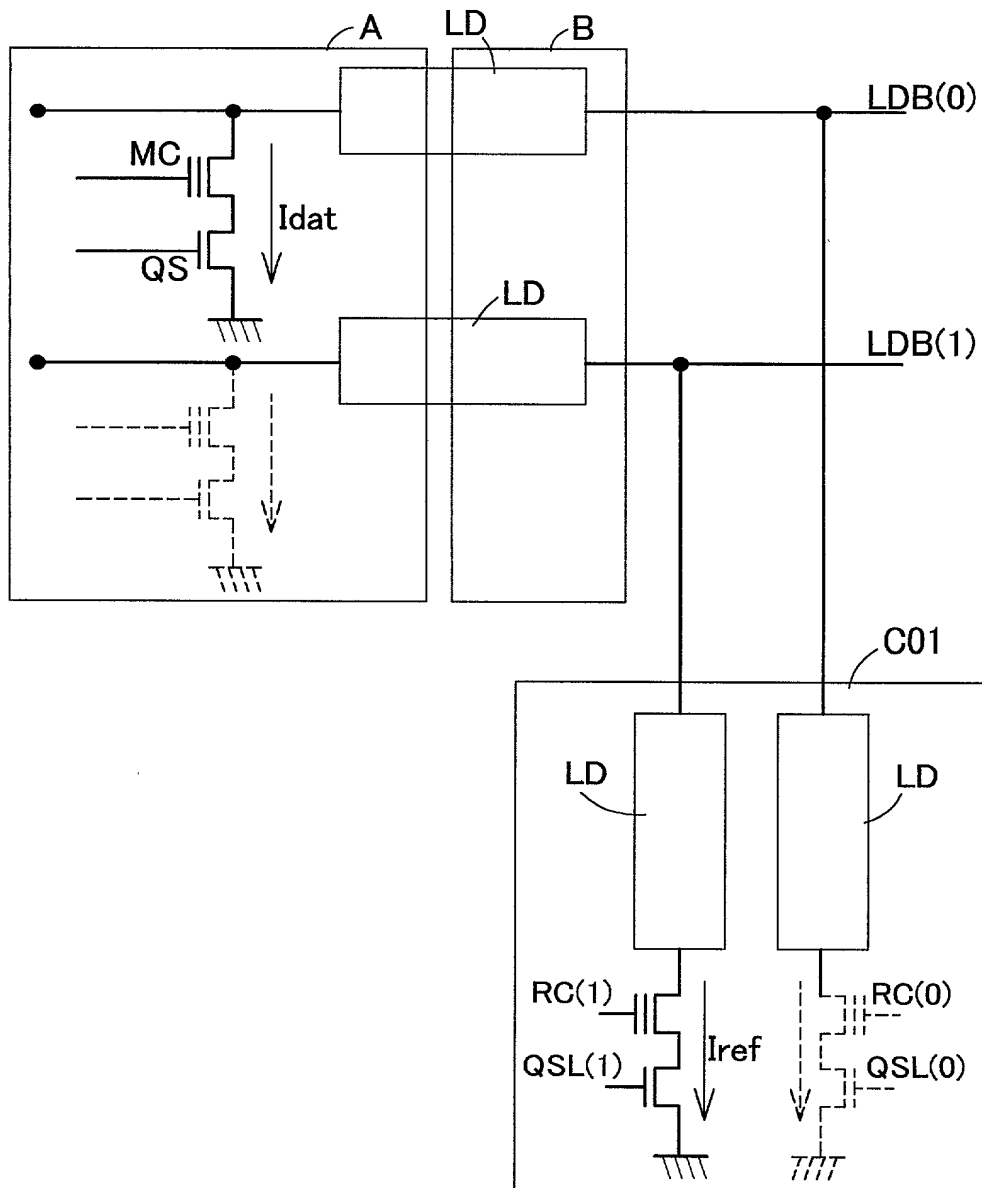 A
LD
B
LDB(0)
MC
Idat
QS
LD
LDB(1)
C01
LD
LD
RC(1)
RC(0)
Iref
QSL(1)
QSL(0)